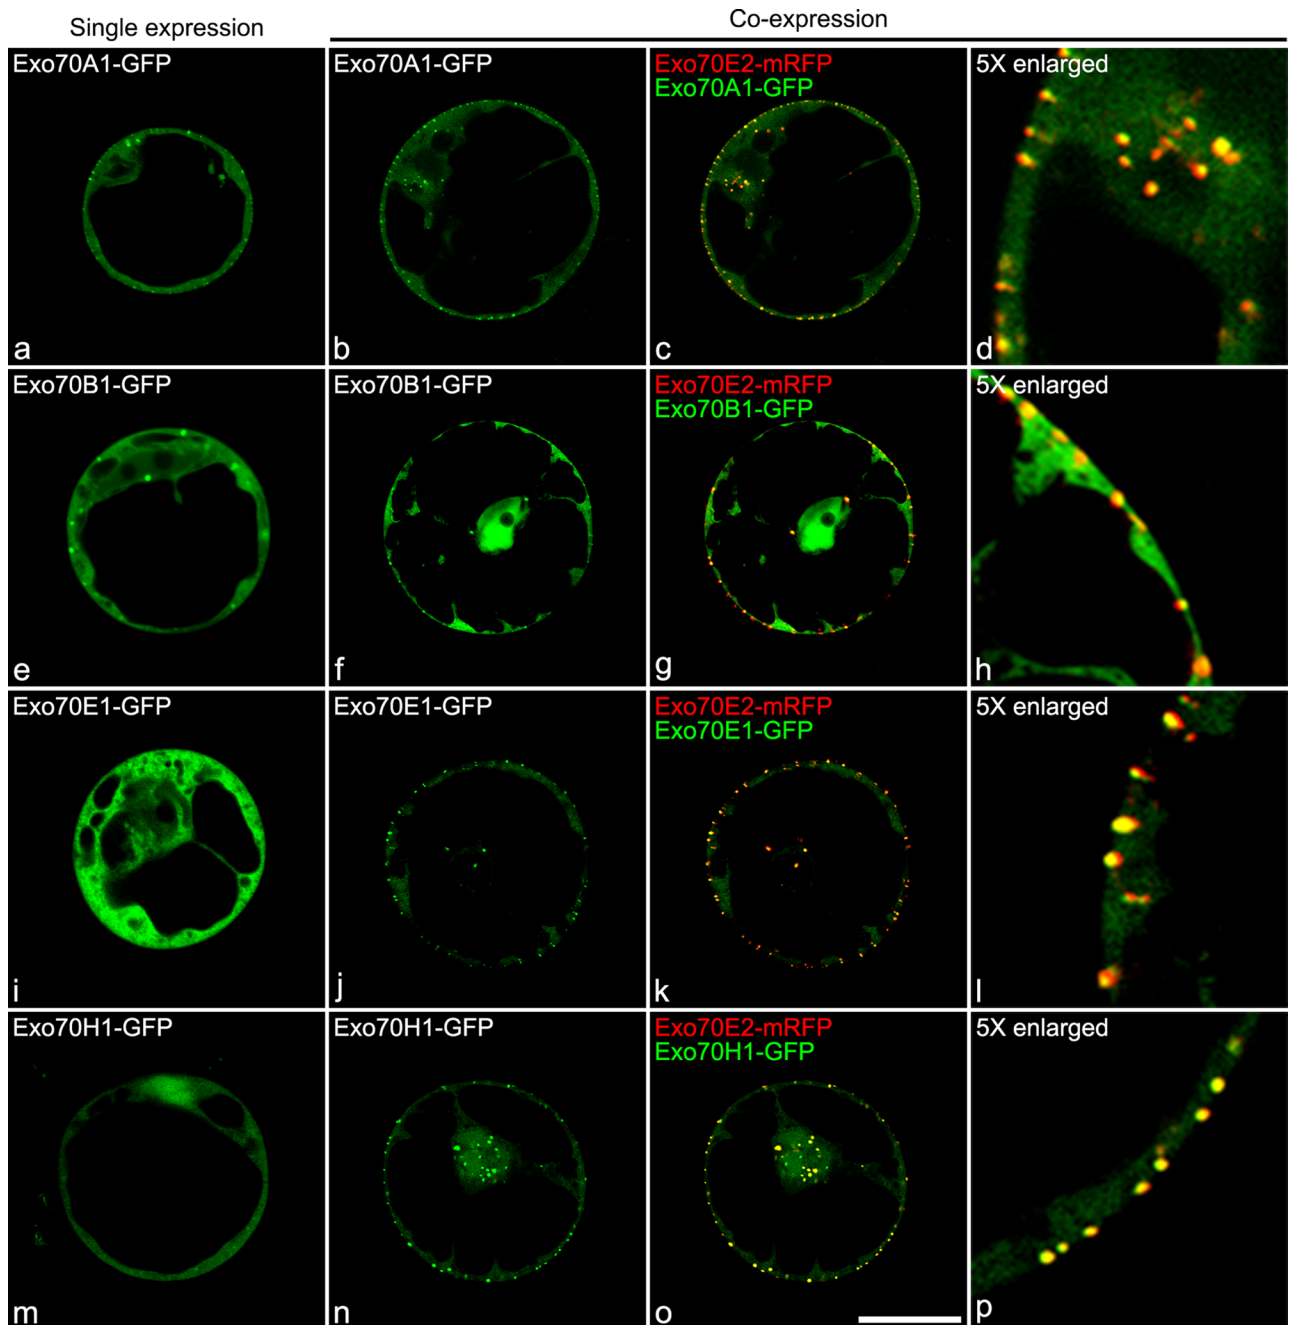 Single expression
Co-expression
Exo70A1-GFP
Exo70A1-GFP
Exo70E2-mRFP
Exo70A1-GFP
5X enlarged
a
b
c
d
Exo70B1-GFP
Exo70B1-GFP
Exo70E2-mRFP
Exo70B1-GFP
5X enlarged
e
f
g
h
Exo70E1-GFP
Exo70E1-GFP
Exo70E2-mRFP
Exo70E1-GFP
5X enlarged
i
j
k
l
Exo70H1-GFP
Exo70H1-GFP
Exo70E2-mRFP
Exo70H1-GFP
5X enlarged
m
n
o
p